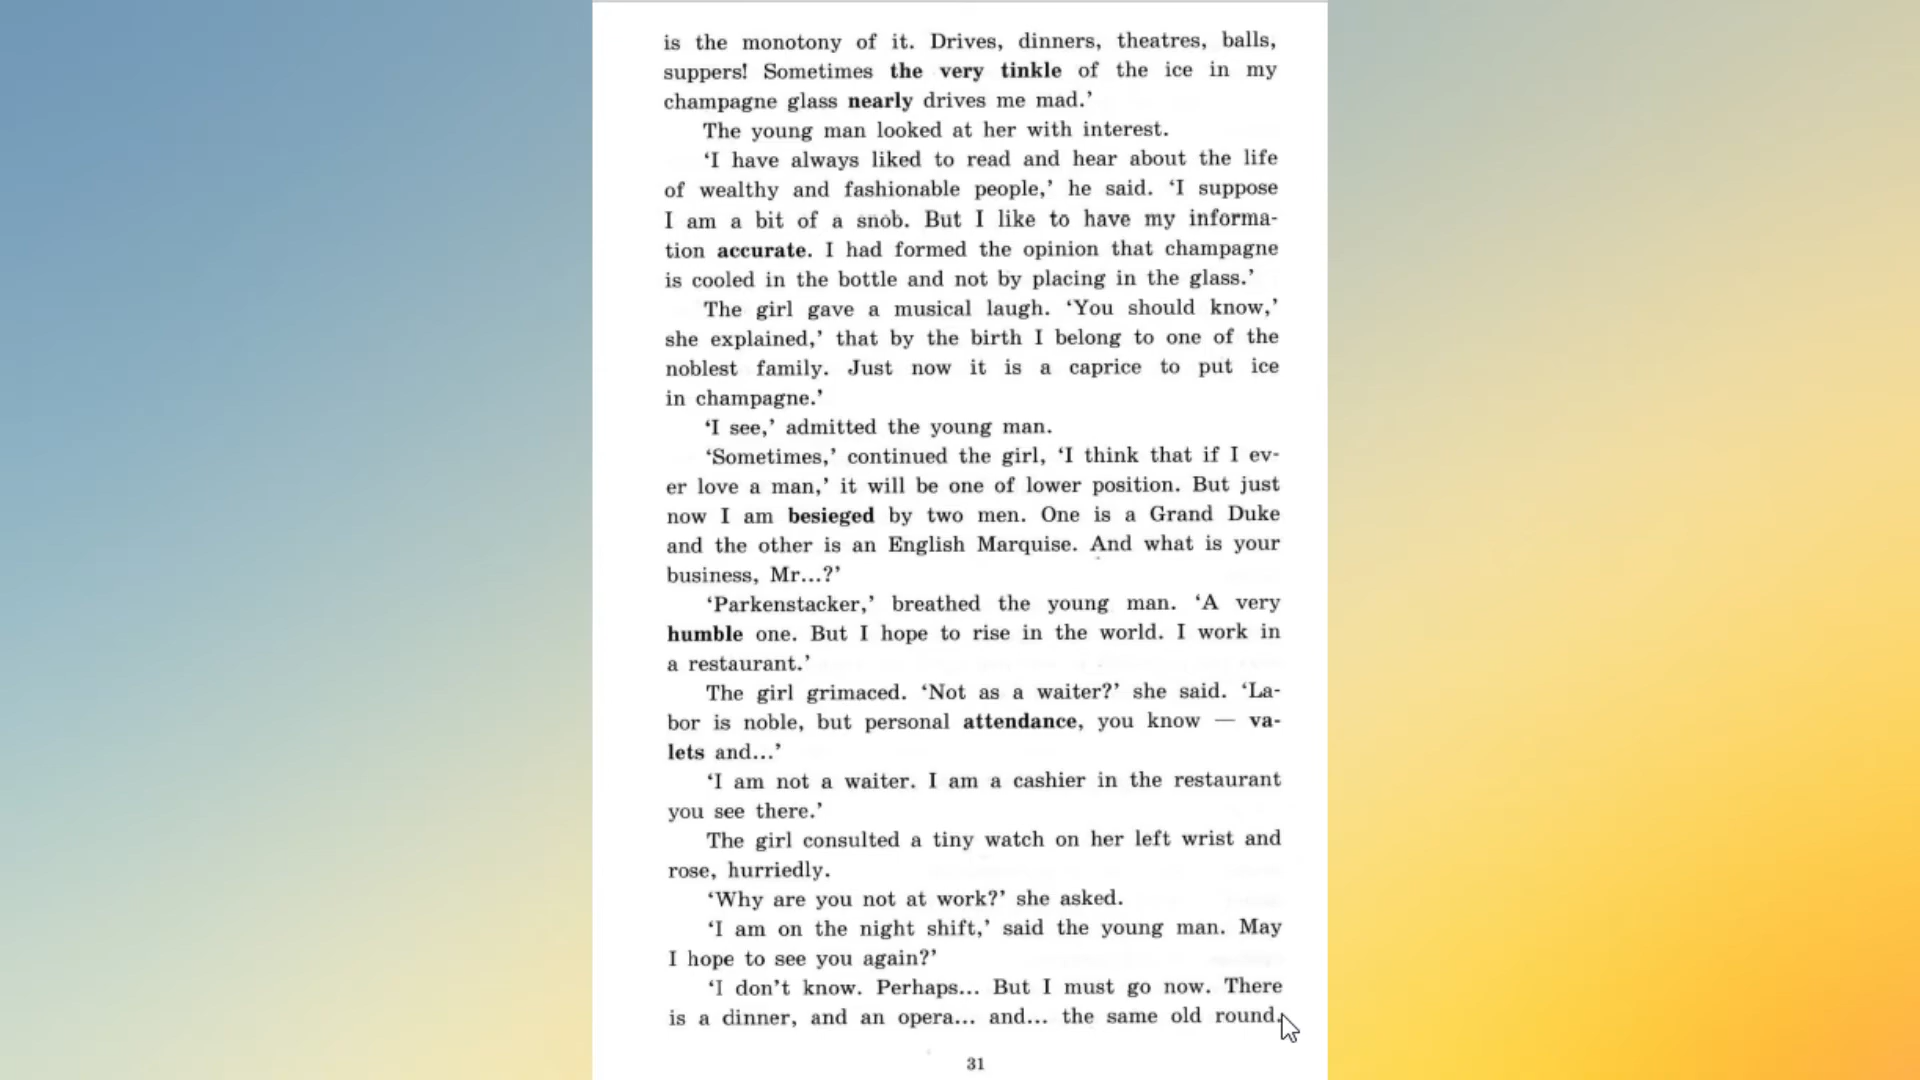 is the monotony of it. Drives, dinners, theatres, balls,
suppers! Sometimes the very tinkle of the ice in my
champagne glass nearly drives me mad.’
The young man looked at her with interest.
‘I have always liked to read and hear about the life
of wealthy and fashionable people,’ he said. ‘I suppose
I am a bit of a snob. But I like to have my informa-
tion accurate. I had formed the opinion that champagne
is cooled in the bottle and not by placing in the glass.’
The girl gave a musical laugh. ‘You should know,’
she explained,’ that by the birth I belong to one of the
noblest family. Just now it is a caprice to put ice
in champagne.’
‘I see,’ admitted the young man.
‘Sometimes,’ continued the girl, ‘I think that if I ev-
er love a man,’ it will be one of lower position. But just
now I am besieged by two men. One is a Grand Duke
and the other is an English Marquise. And what is your
business, Mr...?’
‘Parkenstacker,’ breathed the young man. ‘A very
humble one. But I hope to rise in the world. I work in
a restaurant.’
The girl grimaced. ‘Not as a waiter?’ she said. ‘La-
bor is noble, but personal attendance, you know — va-
lets and...’
‘I am not a waiter. I am a cashier in the restaurant
you see there.’
The girl consulted a tiny watch on her left wrist and
rose, hurriedly.
‘Why are you not at work?’ she asked.
‘I am on the night shift,’ said the young man. May
I hope to see you again?’
‘I don’t know. Perhaps... But I must go now. There
is a dinner, and an opera... and... the same old round.
31